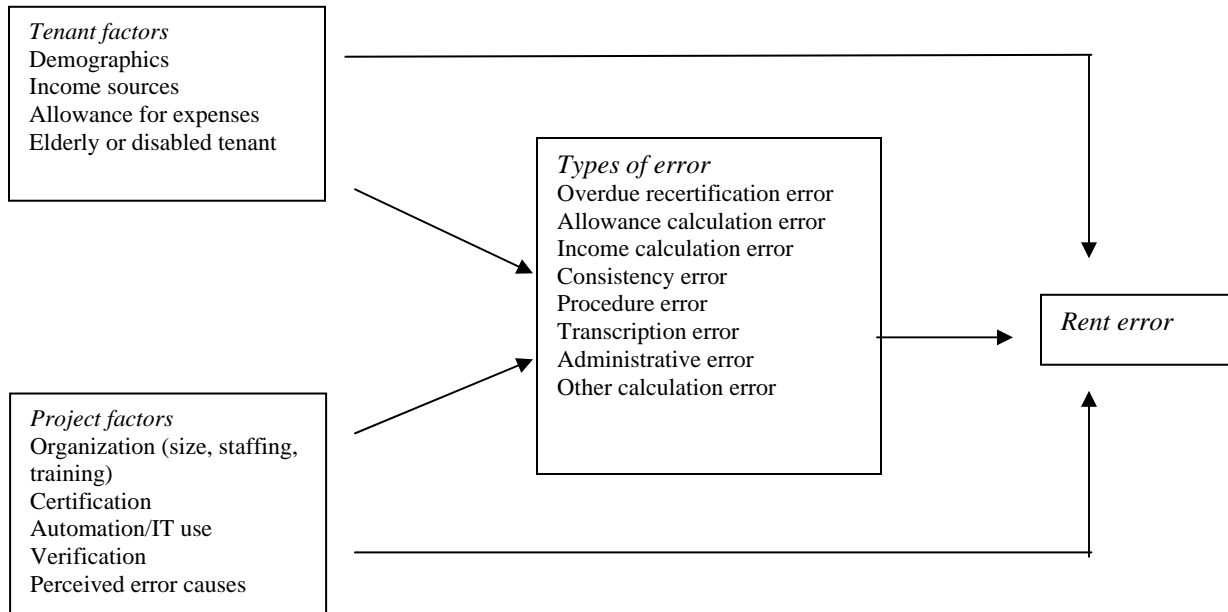 Tenant factors
Demographics
Income sources
Allowance for expenses
Elderly or disabled tenant
Types of error
Overdue recertification error
Allowance calculation error
Income calculation error
Consistency error
Procedure error
Transcription error
Administrative error
Other calculation error
Rent error
Project factors
Organization (size, staffing,
training)
Certification
Automation/IT use
Verification
Perceived error causes